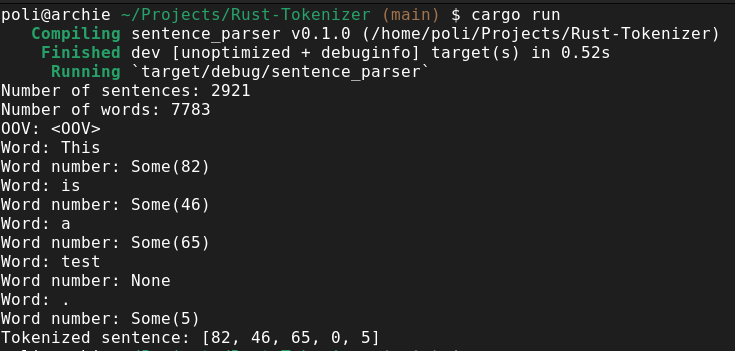 poli@archie ~/Projects/Rust-Tokenizer (main) $ cargo run
   Compiling sentence_parser v0.1.0 (/home/poli/Projects/Rust-Tokenizer)
    Finished dev [unoptimized + debuginfo] target(s) in 0.52s
     Running `target/debug/sentence_parser`
Number of sentences: 2921
Number of words: 7783
OOV: <OOV>
Word: This
Word number: Some(82)
Word: is
Word number: Some(46)
Word: a
Word number: Some(65)
Word: test
Word number: None
Word: .
Word number: Some(5)
Tokenized sentence: [82, 46, 65, 0, 5]